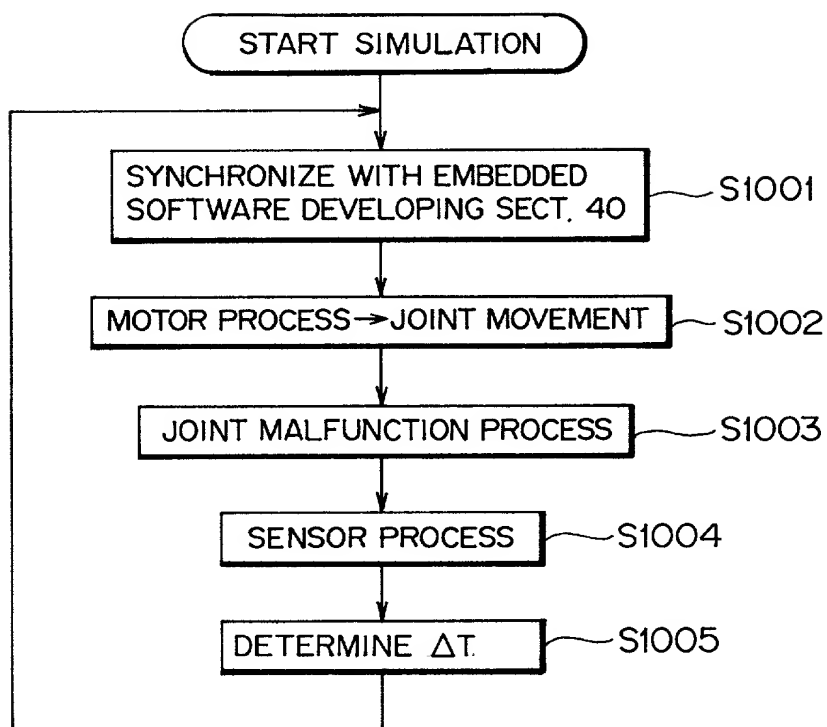 START SIMULATION
SYNCHRONIZE WITH EMBEDDED
SOFTWARE DEVELOPING SECT. 40
S1001
MOTOR PROCESS→JOINT MOVEMENT
S1002
JOINT MALFUNCTION PROCESS
S1003
SENSOR PROCESS
S1004
DETERMINE ΔT.
S1005